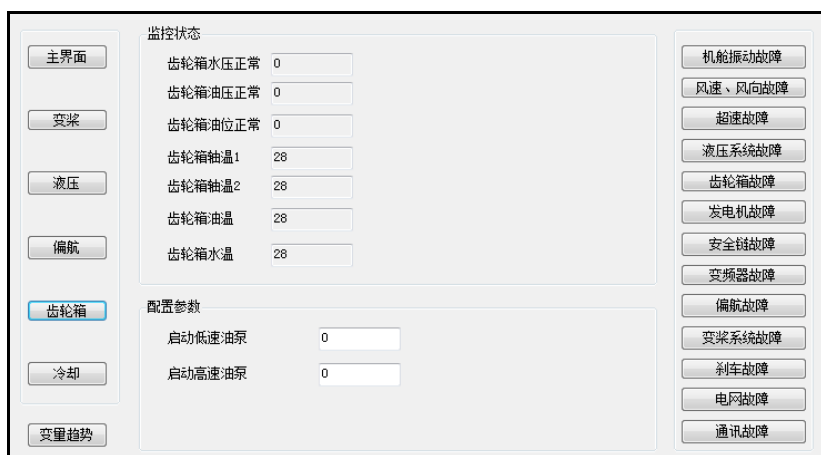 主界面
变桨
液压
偏航
齿轮箱
冷却
变量趋势
监控状态
齿轮箱水压正常 0
齿轮箱油压正常 0
齿轮箱油位正常 0
齿轮箱轴温1 28
齿轮箱轴温2 28
齿轮箱油温 28
齿轮箱水温 28
配置参数
启动低速油泵 0
启动高速油泵 0
机舱振动故障
风速、风向故障
超速故障
液压系统故障
齿轮箱故障
发电机故障
安全链故障
变频器故障
偏航故障
变桨系统故障
刹车故障
电网故障
通讯故障